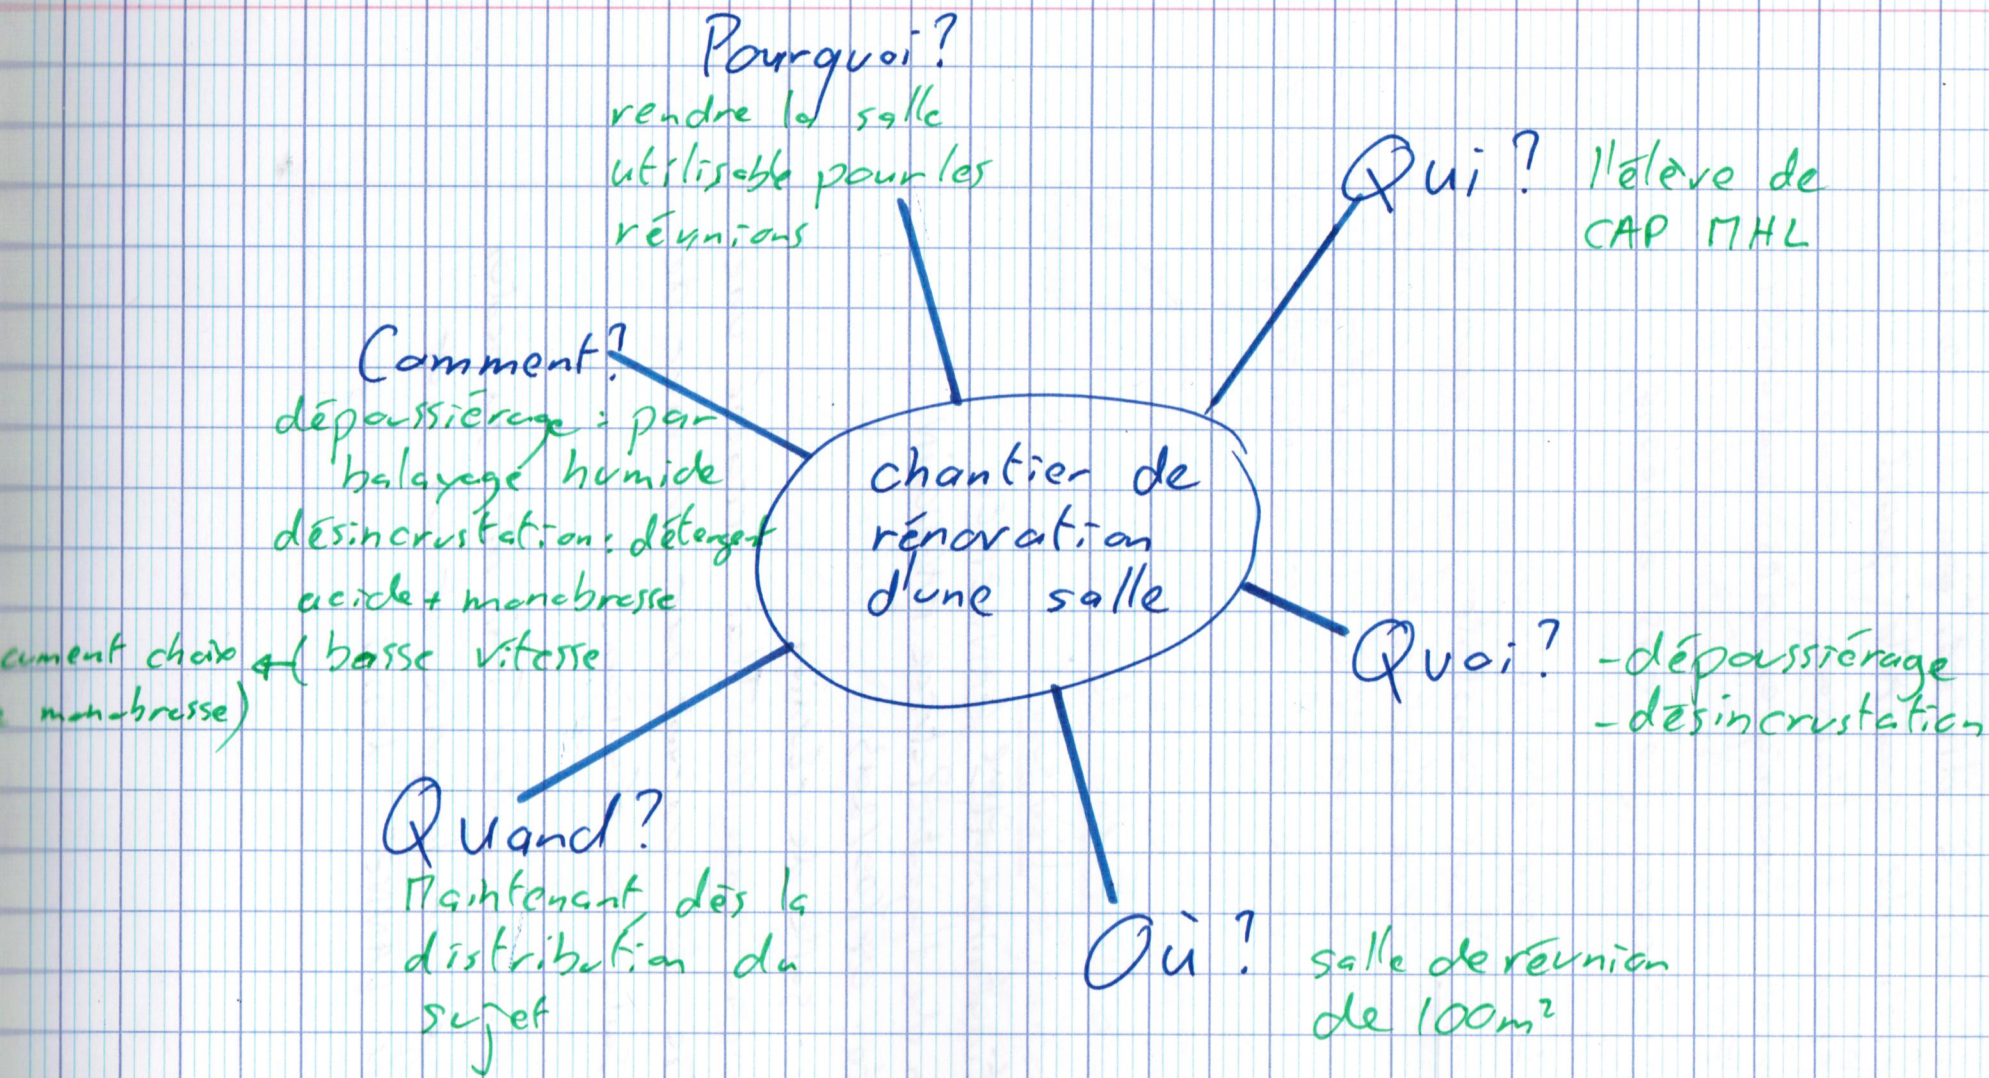 Pourquoi?
rendre la salle
utilisable pour les
réunions
Qui? l'élève de
CAP MHL
Comment?
dépoussiérage : par
balayage humide
désincrustation : détergent
acide + monobrosse
(basse vitesse
cument choix
monobrosse)
chantier de
rénovation
d'une salle
Quoi? - dépoussiérage
- désincrustation
Quand?
Maintenant dès la
distribution du
sujet
Où? salle de réunion
de 100m²